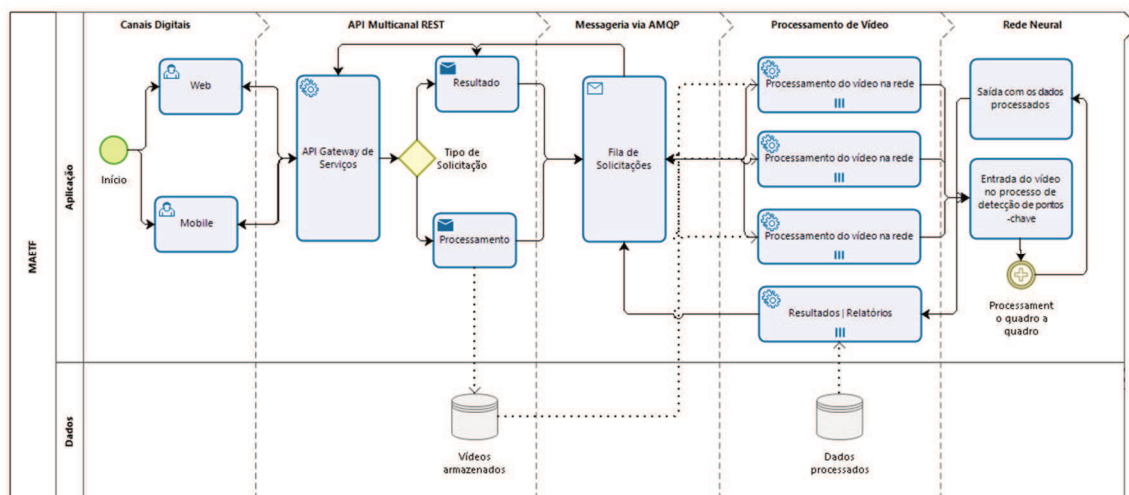 Canais Digitais
API Multicanal REST
Messageria via AMQP
Processamento de Vídeo
Rede Neural
MAETF
Aplicação
Início
Web
Mobile
API Gateway de
Serviços
Resultado
Tipo de
Solicitação
Processamento
Fila de
Solicitações
Processamento do vídeo na rede
Processamento do vídeo na rede
Processamento do vídeo na rede
Resultados | Relatórios
Saída com os dados
processados
Entrada do vídeo
no processo de
detecção de pontos
-chave
Processament
o quadro a
quadro
Dados
Vídeos
armazenados
Dados
processados